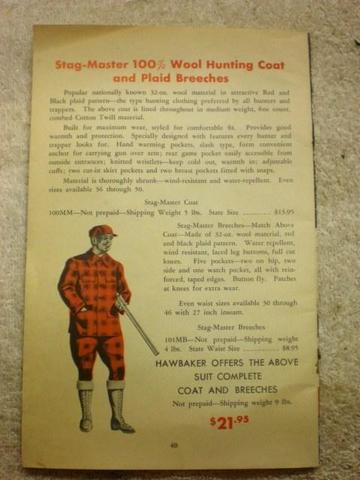 Stag-Master 100% Wool Hunting Coat
and Plaid Breeches
Popular nationally known 32-oz. wool material in attractive Red and
Black plaid pattern—the type hunting clothing preferred by all hunters and
trappers. The above coat is lined throughout in medium weight, free count,
combed Cotton Twill material.
Built for maximum wear, styled for comfortable fit. Provides good
warmth and protection. Specially designed with features every hunter and
trapper looks for. Hand warming pockets, slash type, form convenient
anchor for carrying gun over arm; rear game pocket easily accessible from
outside entrances; knitted wristlets—keep cold out, warmth in; adjustable
cuffs; two cut-in skirt pockets and two breast pockets fitted with snaps.
Material is thoroughly shrunk—wind-resistant and water-repellent. Even
sizes available 36 through 50.
Stag-Master Coat
100MM—Not prepaid—Shipping Weight 5 lbs. State Size ............ $15.95
Stag-Master Breeches—Match Above
Coat—Made of 32-oz. wool material, red
and black plaid pattern. Water repellent,
wind resistant, laced leg buttoms, full cut
knees. Five pockets—two on hip, two
side and one watch pocket, all with rein-
forced, taped edges. Button fly. Patches
at knees for extra wear.
Even waist sizes available 30 through
46 with 27 inch inseam.
Stag-Master Breeches
101MB—Not prepaid—Shipping weight
4 lbs. State Waist Size ............ $8.95
HAWBAKER OFFERS THE ABOVE
SUIT COMPLETE
COAT AND BREECHES
Not prepaid—Shipping weight 9 lbs.
$21.95
40